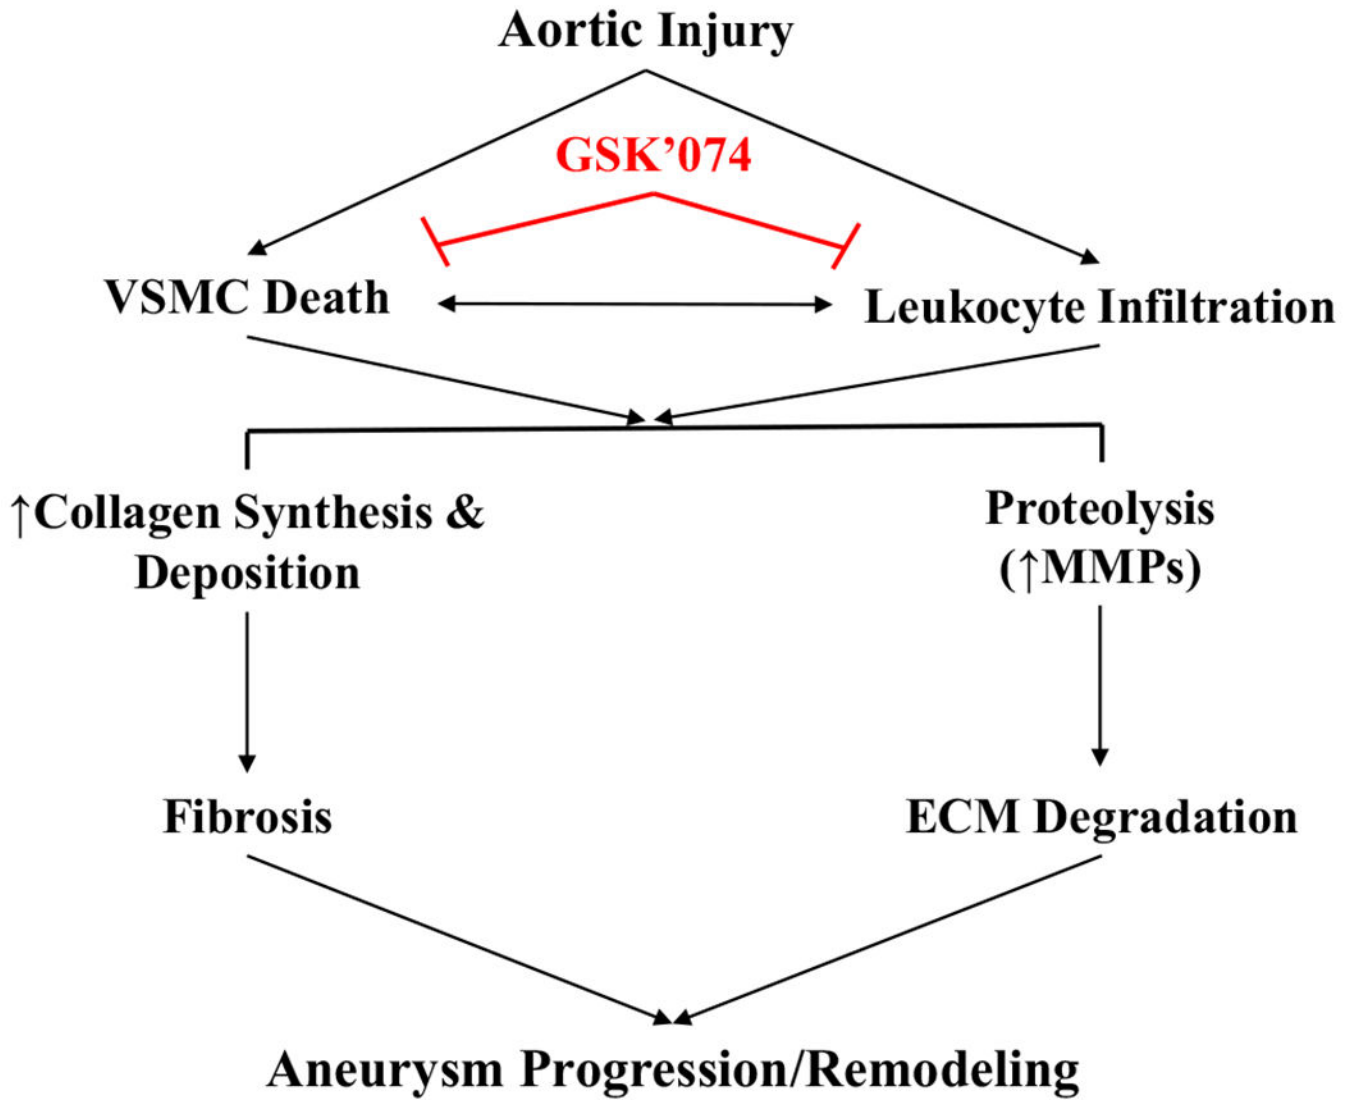 Aortic Injury
GSK’074
VSMC Death
Leukocyte Infiltration
↑Collagen Synthesis &
Deposition
Proteolysis
(↑MMPs)
Fibrosis
ECM Degradation
Aneurysm Progression/Remodeling